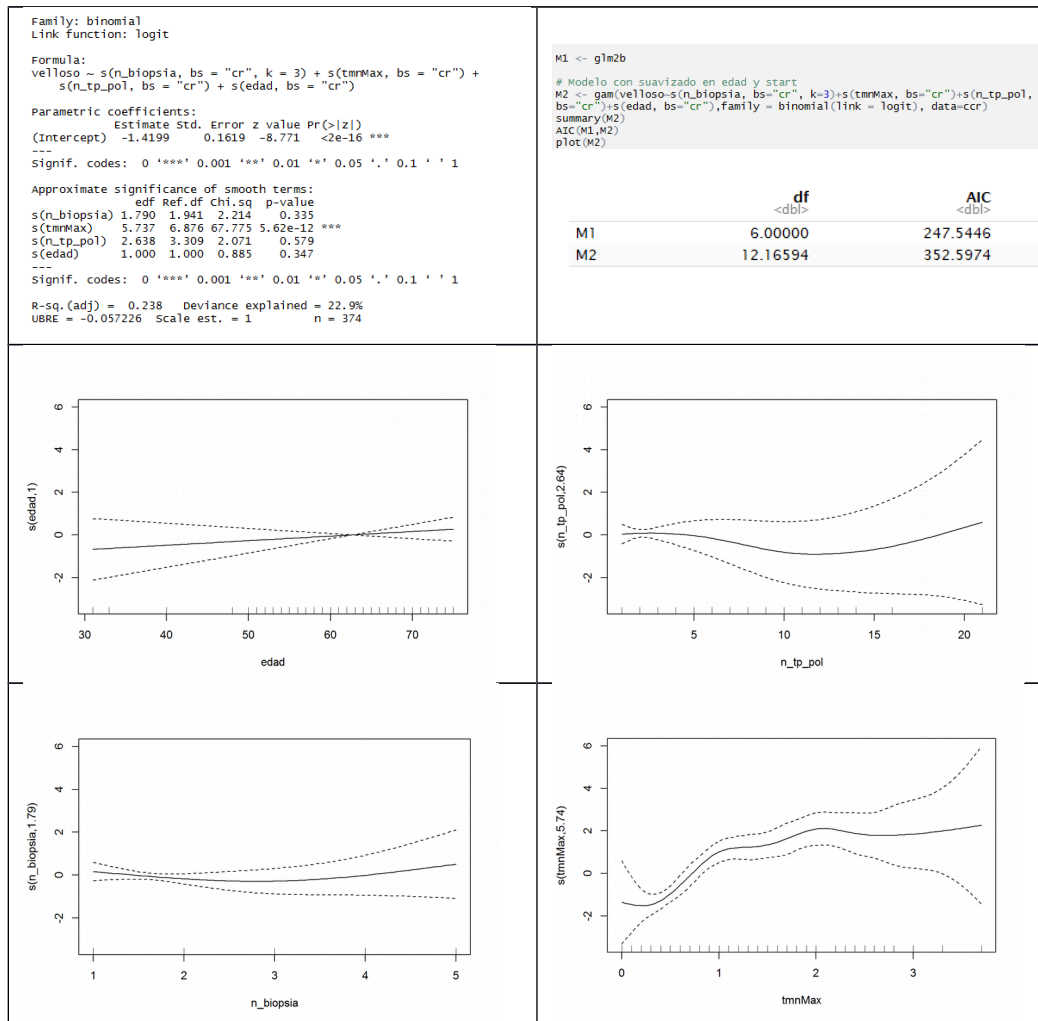 Family: binomial
Link function: logit
Formula:
velloso ~ s(n_biopsia, bs = "cr", k = 3) + s(tmnMax, bs = "cr") +
s(n_tp_pol, bs = "cr") + s(edad, bs = "cr")
Parametric coefficients:
Estimate Std. Error z value Pr(>|z|)
(Intercept) -1.4199 0.1619 -8.771 <2e-16 ***
---
Signif. codes: 0 ‘***’ 0.001 ‘**’ 0.01 ‘*’ 0.05 ‘.’ 0.1 ‘ ’ 1
Approximate significance of smooth terms:
edf Ref.df Chi.sq p-value
s(n_biopsia) 1.790 1.941 2.214 0.335
s(tmnMax) 5.737 6.876 67.775 5.62e-12 ***
s(n_tp_pol) 2.638 3.309 2.071 0.579
s(edad) 1.000 1.000 0.885 0.347
---
Signif. codes: 0 ‘***’ 0.001 ‘**’ 0.01 ‘*’ 0.05 ‘.’ 0.1 ‘ ’ 1
R-sq.(adj) = 0.238 Deviance explained = 22.9%
UBRE = -0.057226 Scale est. = 1 n = 374
M1 <- glm2b
# Modelo con suavizado en edad y start
M2 <- gam(velloso~s(n_biopsia, bs="cr", k=3)+s(tmnMax, bs="cr")+s(n_tp_pol,
bs="cr")+s(edad, bs="cr"),family = binomial(link = logit), data=ccr)
summary(M2)
AIC(M1,M2)
plot(M2)
df AIC
<dbl> <dbl>
M1 6.00000 247.5446
M2 12.16594 352.5974
s(edad,1)
6
4
2
0
-2
30 40 50 60 70
edad
s(n_tp_pol,2.64)
6
4
2
0
-2
5 10 15 20
n_tp_pol
s(n_biopsia,1.79)
6
4
2
0
-2
1 2 3 4 5
n_biopsia
s(tmnMax,5.74)
6
4
2
0
-2
0 1 2 3
tmnMax